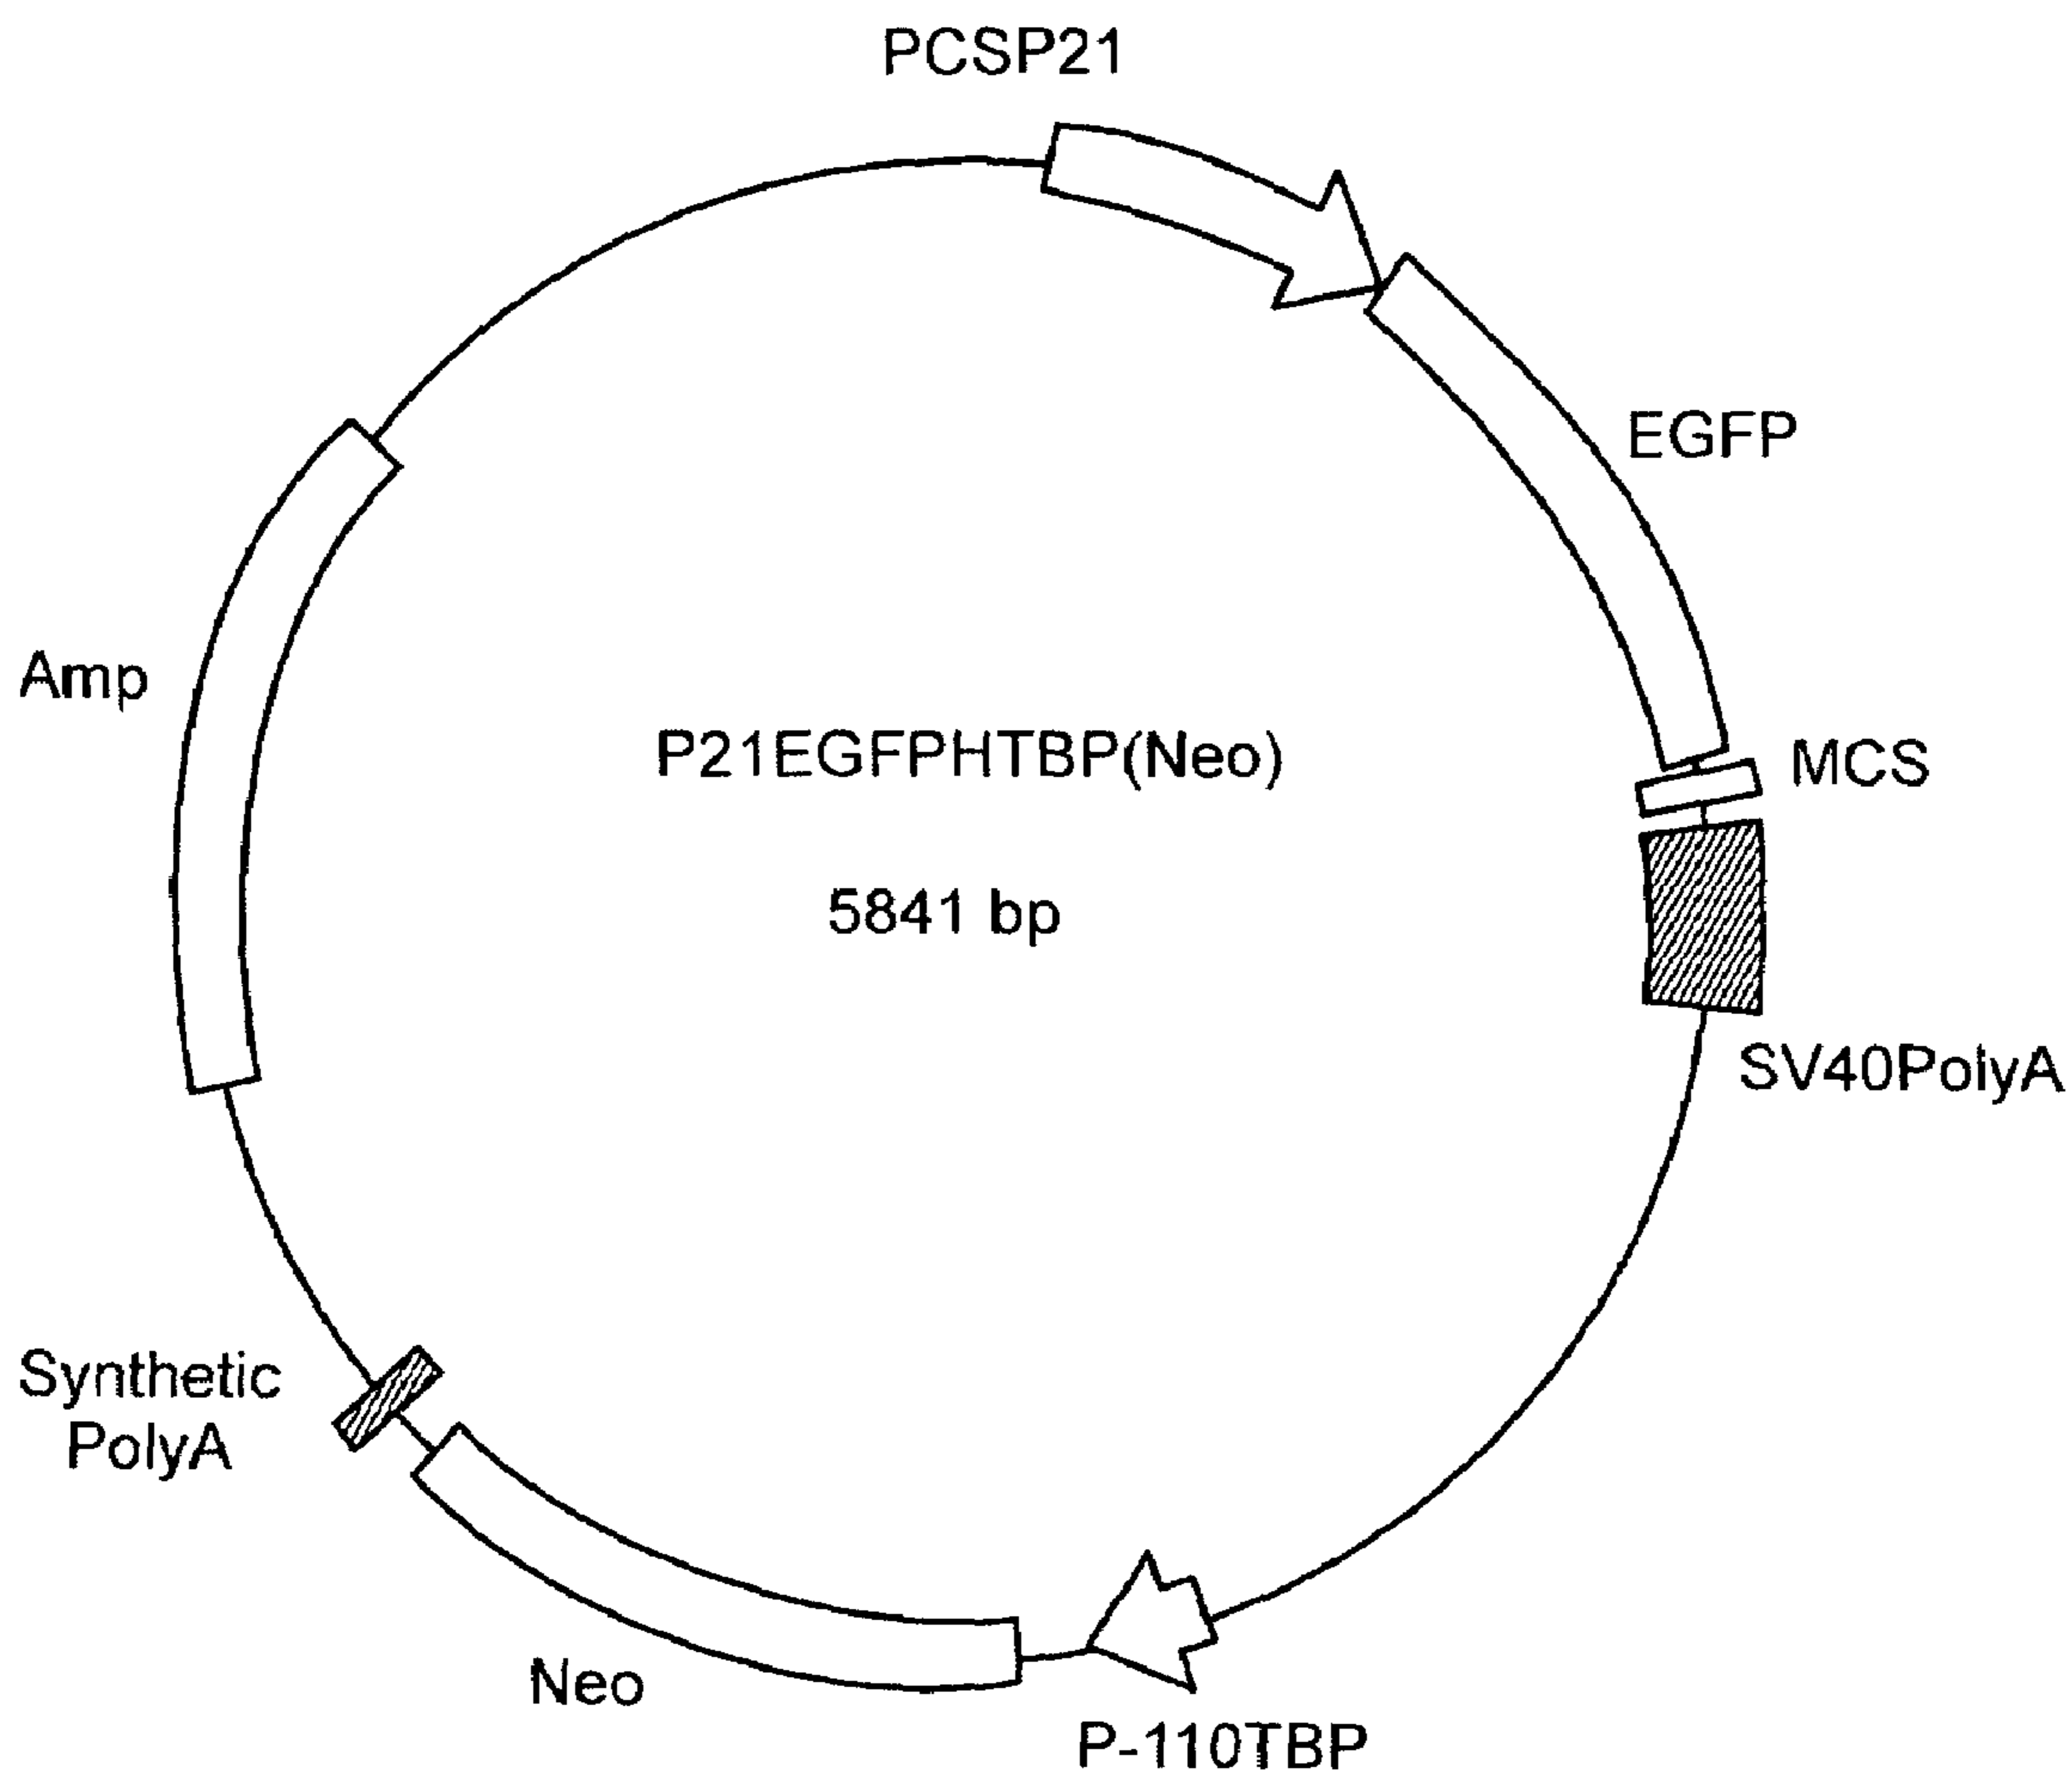 PCSP21
EGFP
Amp
P21EGFPHTBP(Neo)
MCS
5841 bp
SV40PolyA
Synthetic
PolyA
Neo
P-110TBP